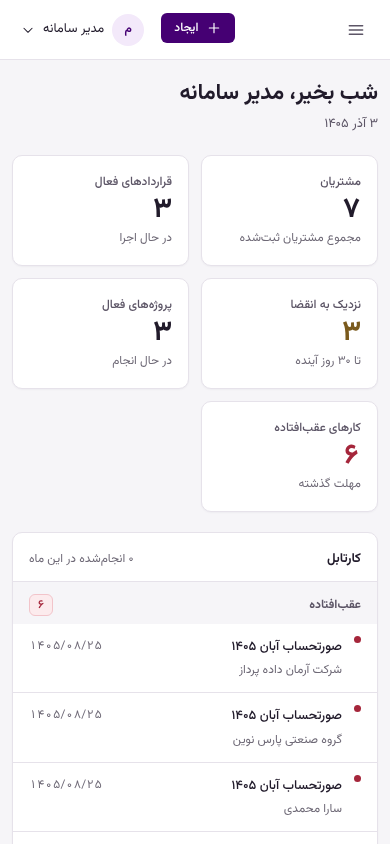 ایجاد
م
مدیر سامانه
شب بخیر، مدیر سامانه
۳ آذر ۱۴۰۵
مشتریان
۷
مجموع مشتریان ثبت‌شده
قراردادهای فعال
۳
در حال اجرا
نزدیک به انقضا
۳
تا ۳۰ روز آینده
پروژه‌های فعال
۳
در حال انجام
کارهای عقب‌افتاده
۶
مهلت گذشته
کارتابل
۰ انجام‌شده در این ماه
عقب‌افتاده
۶
صورتحساب آبان ۱۴۰۵
۱۴۰۵/۰۸/۲۵
شرکت آرمان داده پرداز
صورتحساب آبان ۱۴۰۵
۱۴۰۵/۰۸/۲۵
گروه صنعتی پارس نوین
صورتحساب آبان ۱۴۰۵
۱۴۰۵/۰۸/۲۵
سارا محمدی